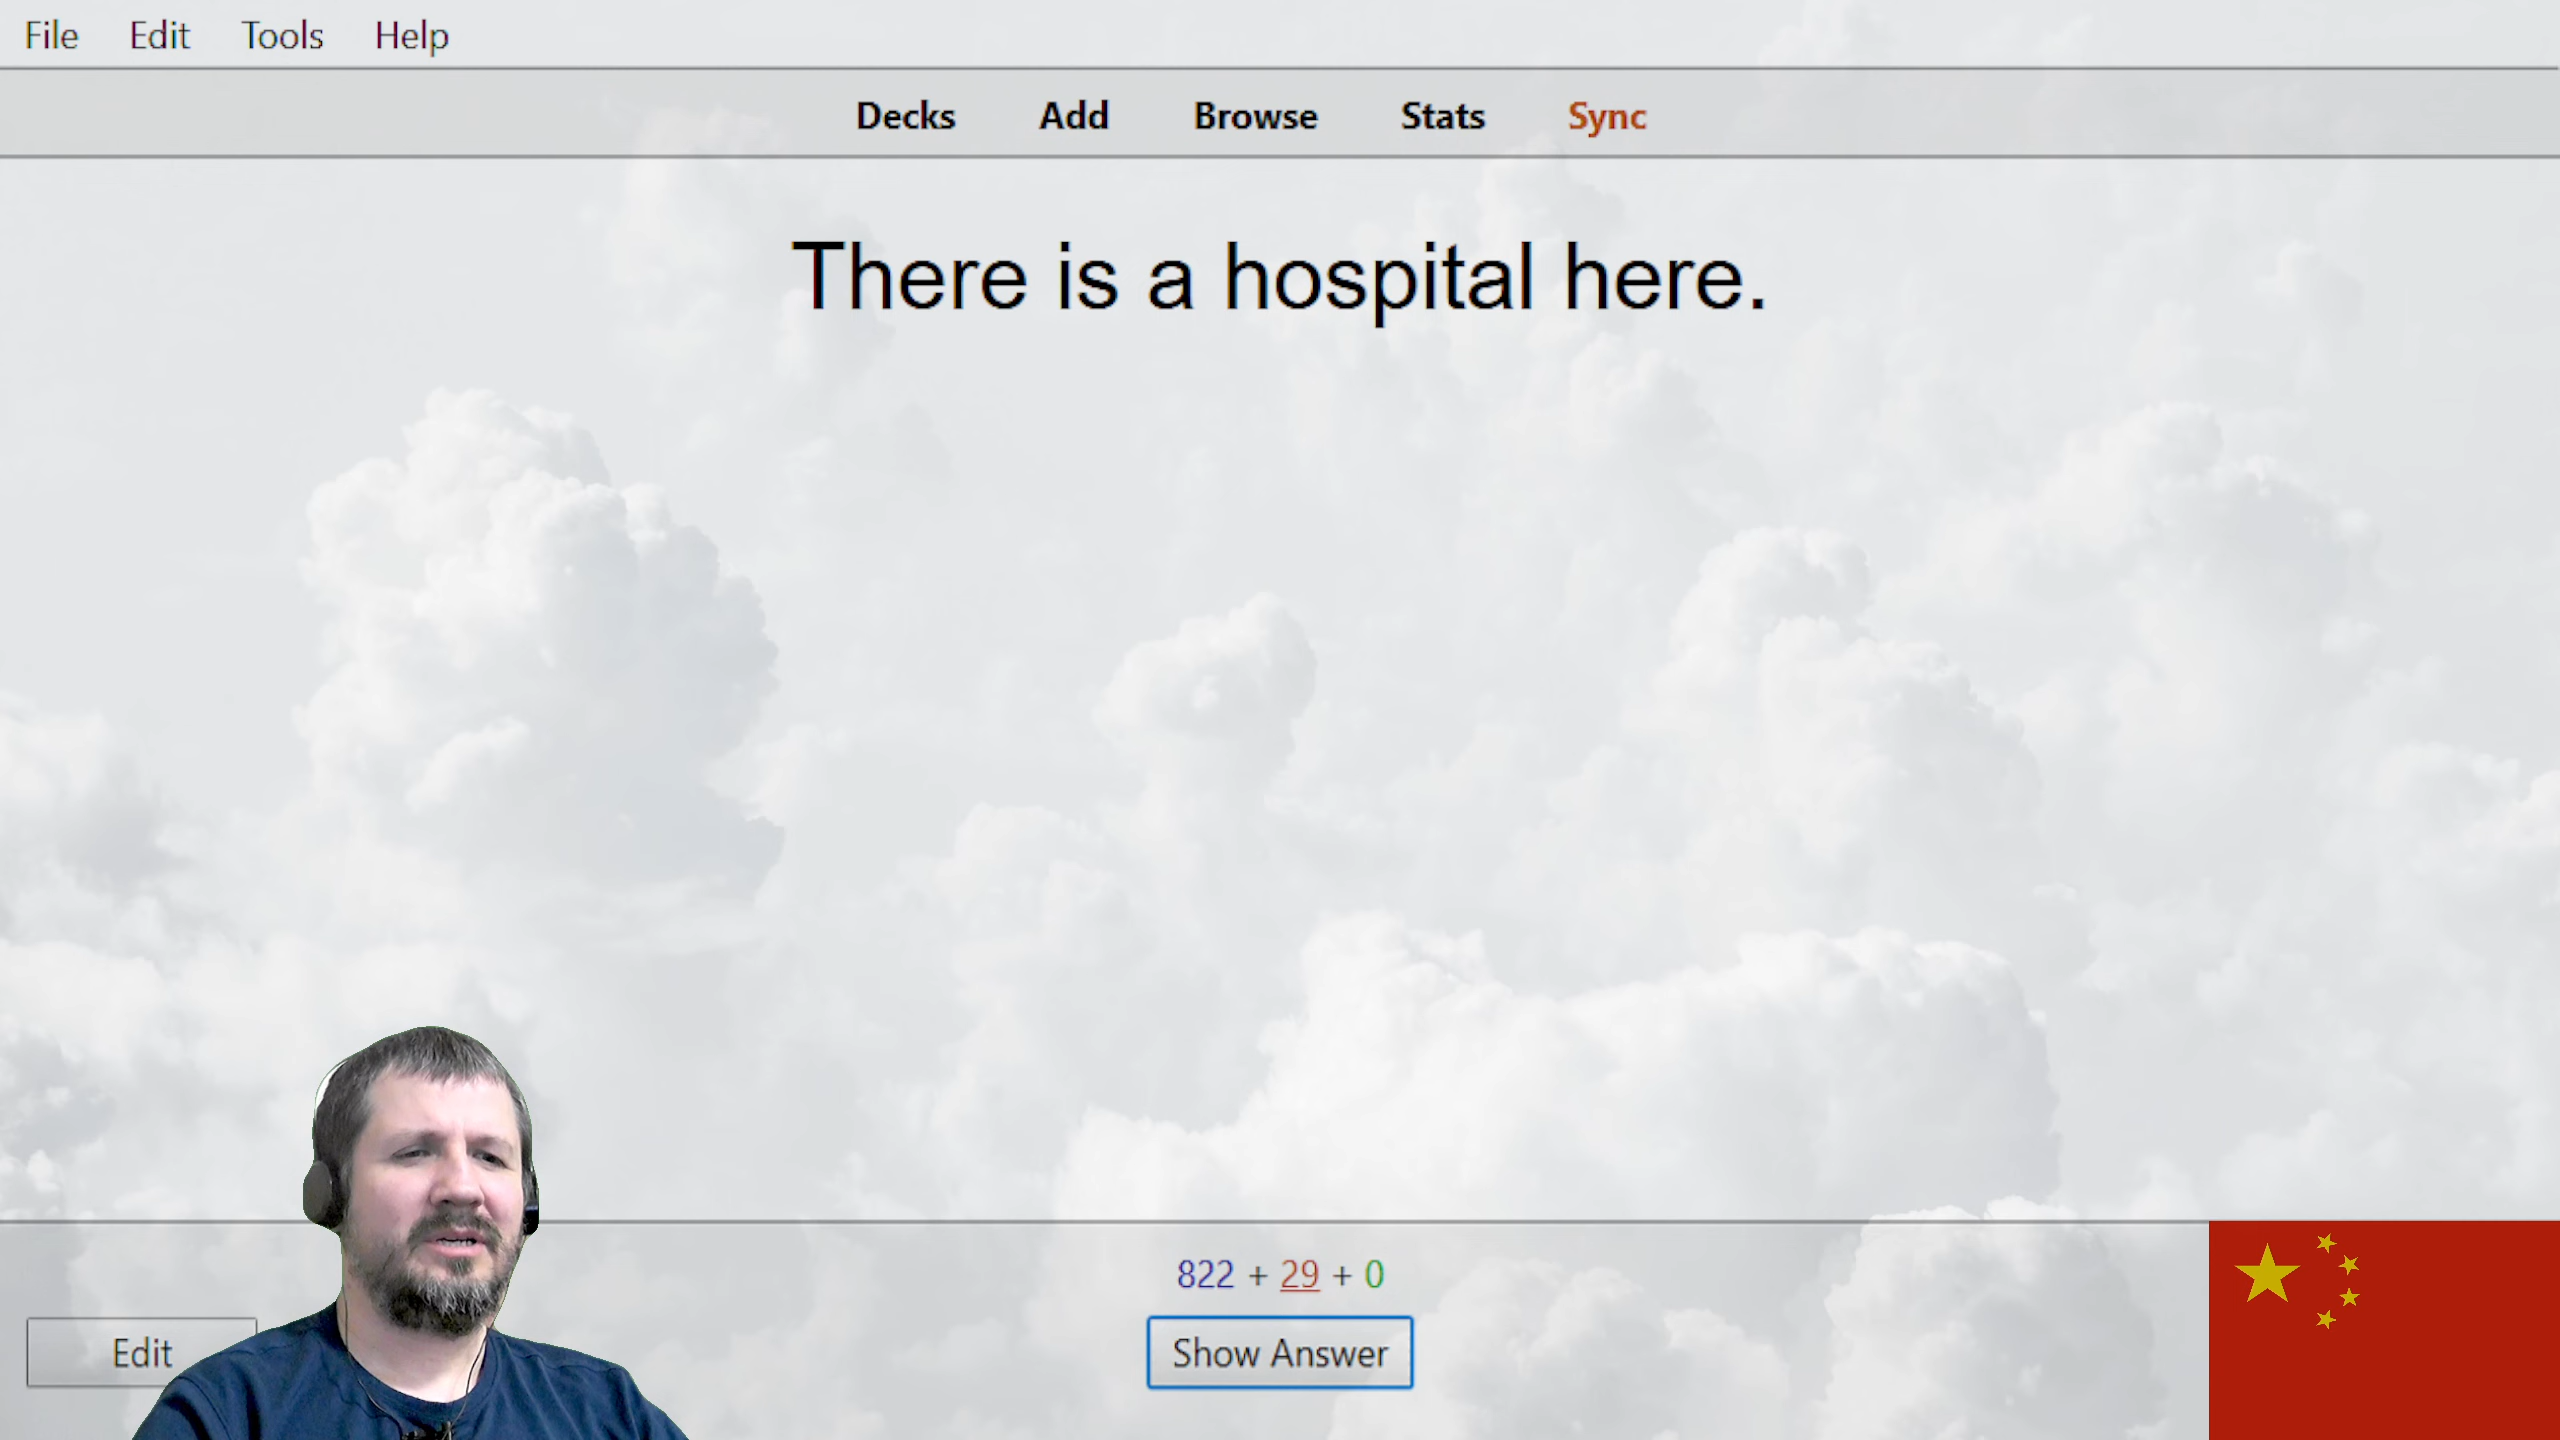 File Edit Tools Help
Decks Add Browse Stats Sync
There is a hospital here.
822 + 29 + 0
Edit
Show Answer